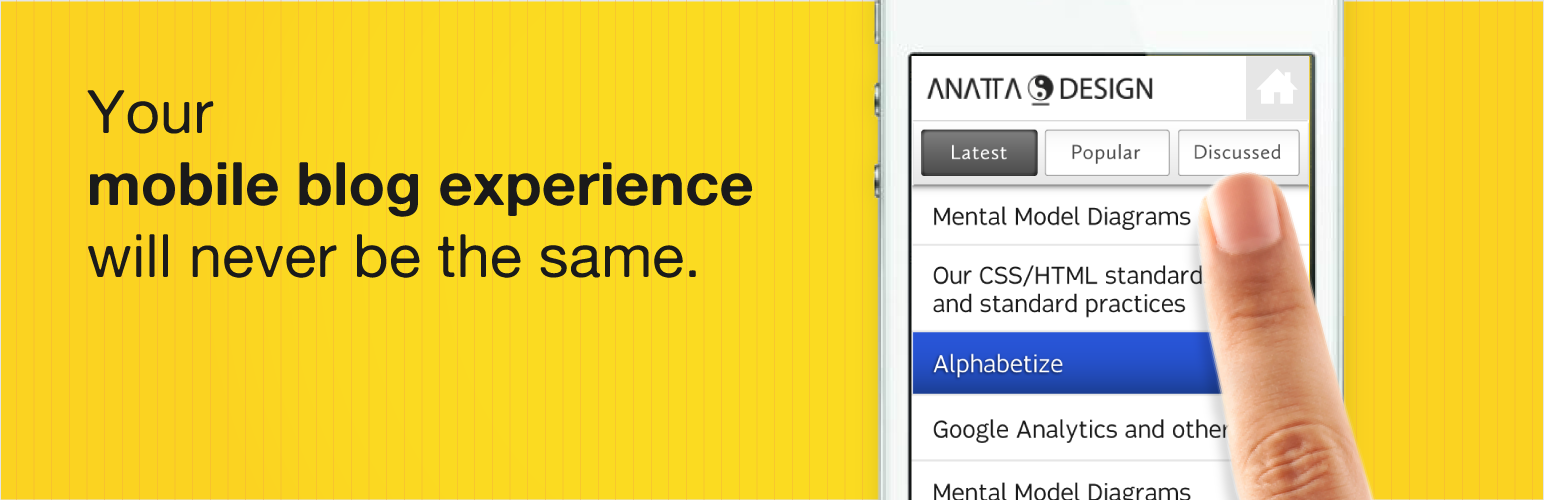 Your
mobile blog experience
will never be the same.
ANATTA DESIGN
Latest
Popular
Discussed
Mental Model Diagrams
Our CSS/HTML standard
and standard practices
Alphabetize
Google Analytics and other
Mental Model Diagrams